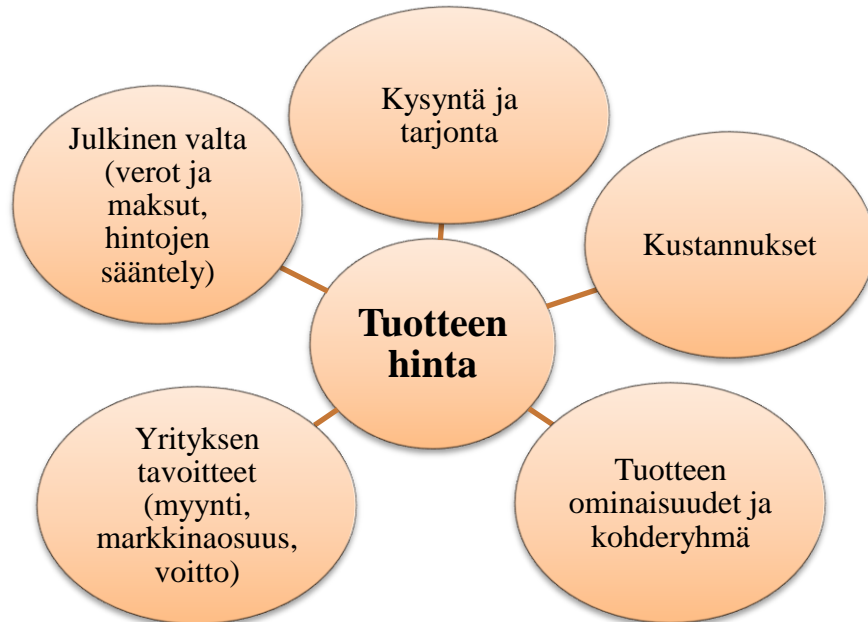 Kysyntä ja
tarjonta
Julkinen valta
(verot ja
maksut,
hintojen
sääntely)
Kustannukset
Tuotteen
hinta
Yrityksen
tavoitteet
(myynti,
markkinaosuus,
voitto)
Tuotteen
ominaisuudet ja
kohderyhmä